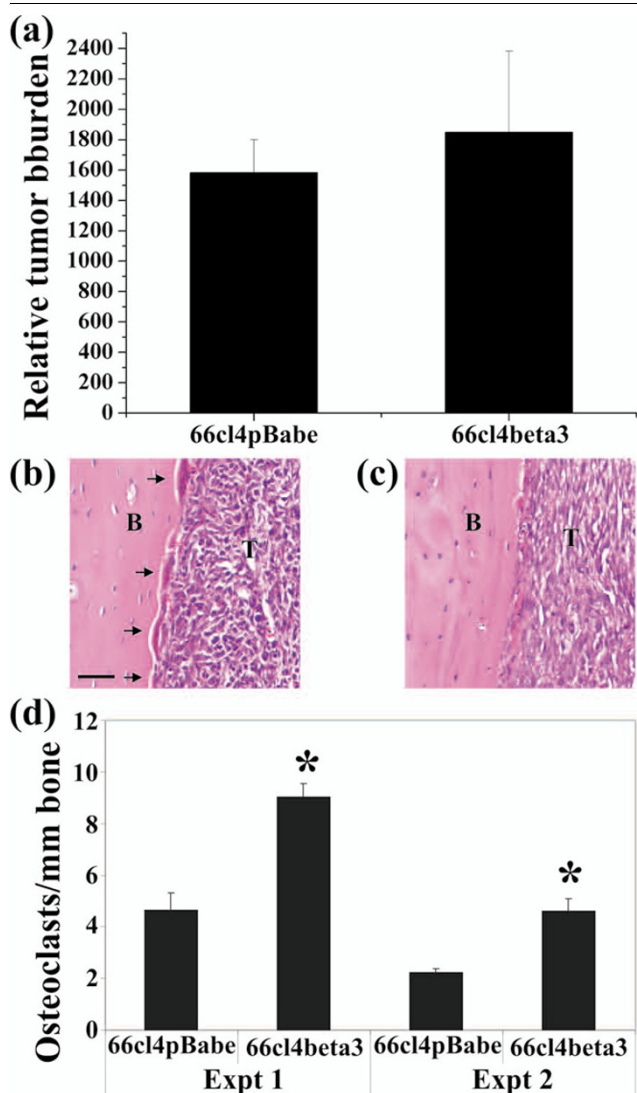 (a)
2400
2200
2000
1800
1600
1400
1200
1000
800
600
400
200
0
Relative tumor bburden
66cl4pBabe 66cl4beta3
(b)
B
T
(c)
B
T
(d)
12
10
8
6
4
2
0
Osteoclasts/mm bone
*
*
66cl4pBabe 66cl4beta3 66cl4pBabe 66cl4beta3
Expt 1 Expt 2